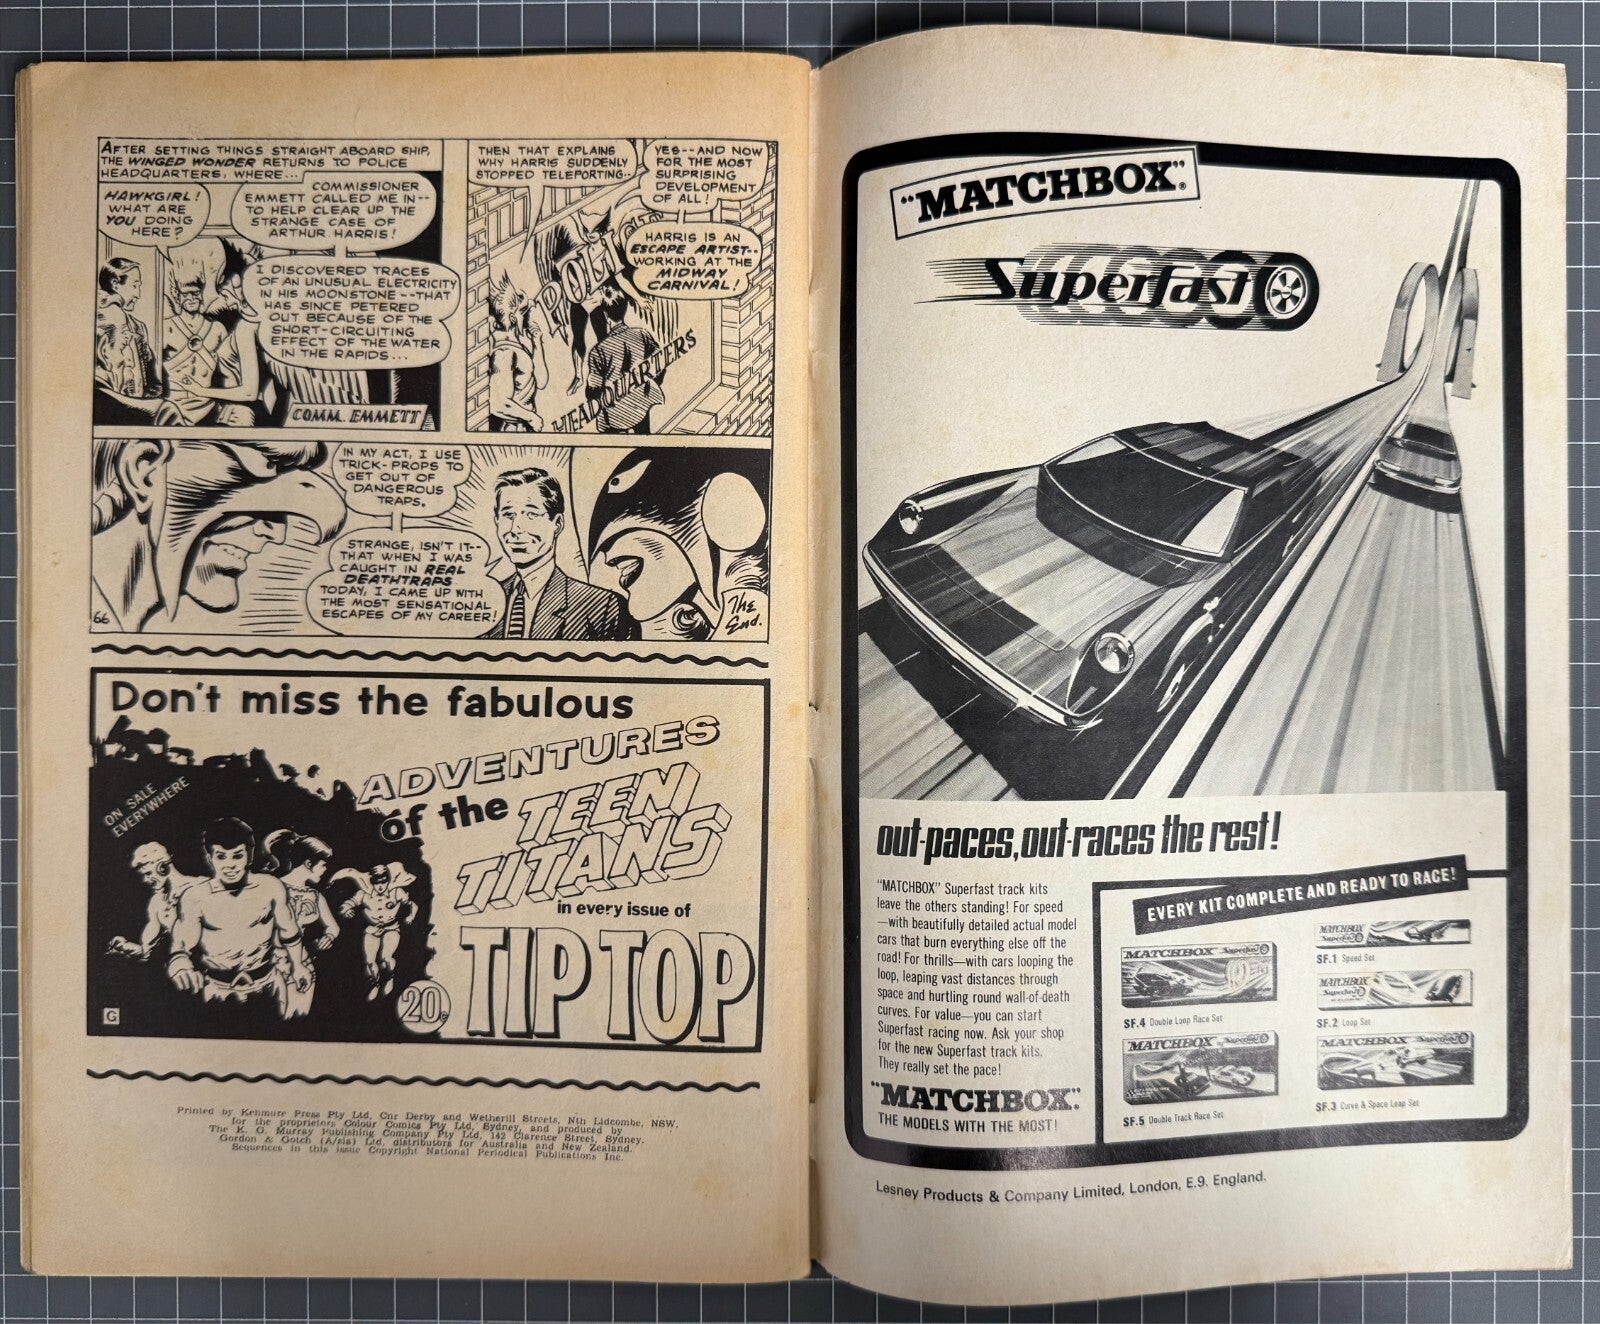 AFTER SETTING THINGS STRAIGHT ABOARD SHIP,
THE WINGED WONDER RETURNS TO POLICE
HEADQUARTERS, WHERE...
HAWKGIRL!
WHAT ARE
YOU DOING
HERE?
COMMISSIONER
EMMETT CALLED ME IN--
TO HELP CLEAR UP THE
STRANGE CASE OF
ARTHUR HARRIS!
I DISCOVERED TRACES
OF AN UNUSUAL ELECTRICITY
IN HIS MOONSTONE--THAT
HAS SINCE PETERED
OUT BECAUSE OF THE
SHORT-CIRCUITING
EFFECT OF THE WATER
IN THE RAPIDS...
COMM. EMMETT
THEN THAT EXPLAINS
WHY HARRIS SUDDENLY
STOPPED TELEPORTING..
YES--AND NOW
FOR THE MOST
SURPRISING
DEVELOPMENT
OF ALL!
HARRIS IS AN
ESCAPE ARTIST--
WORKING AT THE
MIDWAY
CARNIVAL!
POLICE
HEADQUARTERS
IN MY ACT, I USE
TRICK-PROPS TO
GET OUT OF
DANGEROUS
TRAPS.
STRANGE, ISN'T IT--
THAT WHEN I WAS
CAUGHT IN REAL
DEATHTRAPS
TODAY, I CAME UP WITH
THE MOST SENSATIONAL
ESCAPES OF MY CAREER!
66
The
End.
Don't miss the fabulous
ADVENTURES
of the TEEN
TITANS
ON SALE
EVERYWHERE
in every issue of
TIP TOP
20c
G
Printed by Kenmure Press Pty Ltd, Cnr Derby and Wetherill Streets, Nth Lidcombe, NSW,
for the proprietors Colour Comics Pty Ltd, Sydney, and produced by
The K. G. Murray Publishing Company Pty Ltd, 142 Clarence Street, Sydney.
Gordon & Gotch (A/sia) Ltd. distributors for Australia and New Zealand.
Sequences in this issue Copyright National Periodical Publications Inc.
"MATCHBOX"®
Superfast
out-paces, out-races the rest!
"MATCHBOX" Superfast track kits
leave the others standing! For speed
—with beautifully detailed actual model
cars that burn everything else off the
road! For thrills—with cars looping the
loop, leaping vast distances through
space and hurtling round wall-of-death
curves. For value—you can start
Superfast racing now. Ask your shop
for the new Superfast track kits.
They really set the pace!
"MATCHBOX"
THE MODELS WITH THE MOST!
EVERY KIT COMPLETE AND READY TO RACE!
MATCHBOX Superfast
SF.1 Speed Set
MATCHBOX Superfast
SF.4 Double Loop Race Set
MATCHBOX
Superfast
SF.2 Loop Set
MATCHBOX Superfast
SF.5 Double Track Race Set
MATCHBOX Superfast
SF.3 Curve & Space Leap Set
Lesney Products & Company Limited, London, E.9. England.